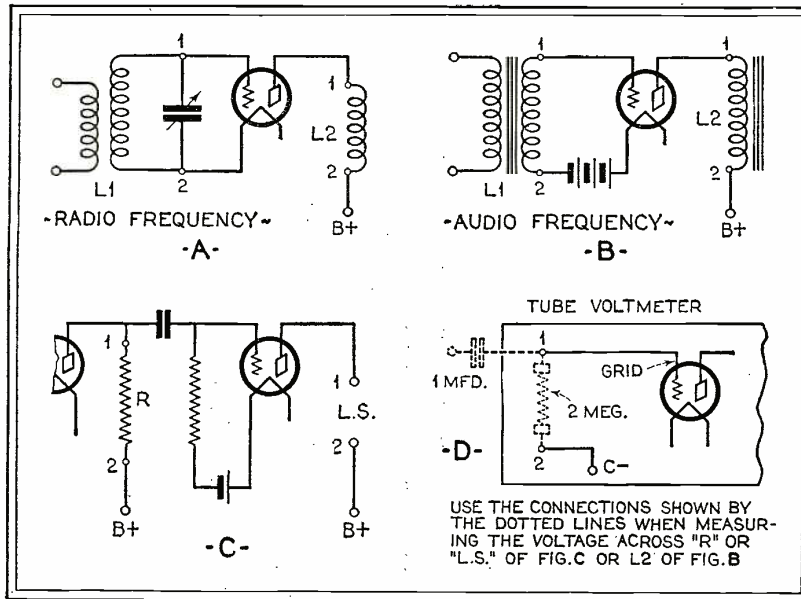 1
1
L1
L2
2
2
-RADIO FREQUENCY~
B+
-A-
1
1
L1
L2
2
2
-AUDIO FREQUENCY~
B+
-B-
1
R
2
B+
1
L.S.
2
B+
-C-
TUBE VOLTMETER
1
GRID
1 MFD.
2 MEG.
-D-
2
C-
USE THE CONNECTIONS SHOWN BY
THE DOTTED LINES WHEN MEASUR-
ING THE VOLTAGE ACROSS "R" OR
"L.S." OF FIG.C OR L2 OF FIG.B